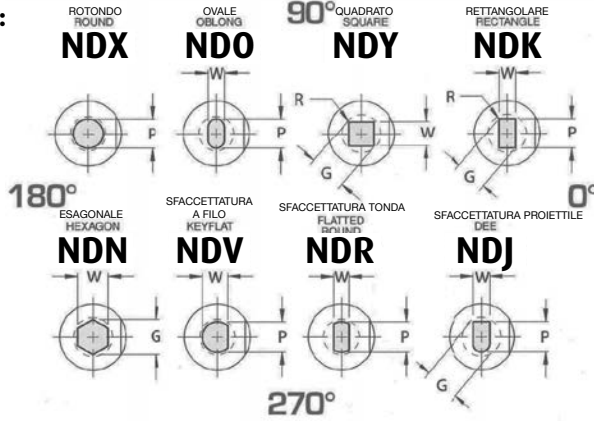 :
ROTONDO
ROUND
NDX
OVALE
OBLONG
NDO
90°
QUADRATO
SQUARE
NDY
RETTANGOLARE
RECTANGLE
NDK
P
W
P
R
W
G
W
R
P
G
180°
0°
ESAGONALE
HEXAGON
NDN
SFACCETTATURA
A FILO
KEYFLAT
NDV
SFACCETTATURA TONDA
FLATTED
ROUND
NDR
SFACCETTATURA PROIETTILE
DEE
NDJ
W
G
W
P
W
P
W
P
G
270°